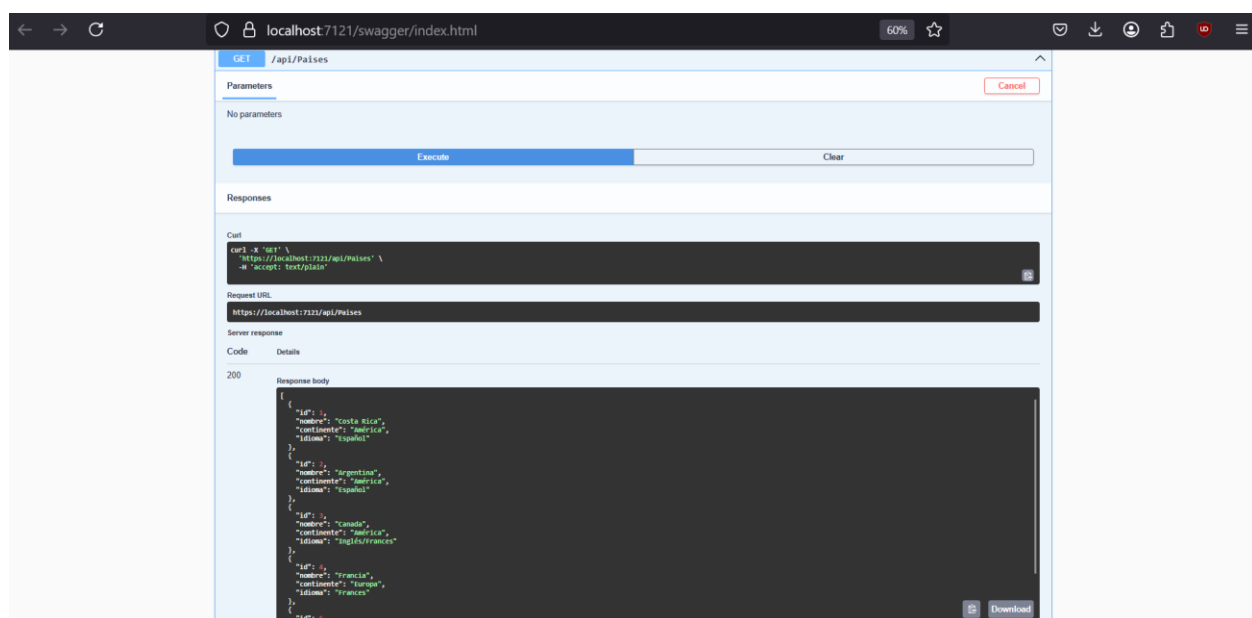 localhost:7121/swagger/index.html
60%
GET /api/Paises
Parameters
Cancel
No parameters
Execute
Clear
Responses
Curl
curl -X 'GET' \
'https://localhost:7121/api/Paises' \
-H 'accept: text/plain'
Request URL
https://localhost:7121/api/Paises
Server response
Code Details
200
Response body
[
{
"id": 1,
"nombre": "Costa Rica",
"continente": "América",
"idioma": "Español"
},
{
"id": 2,
"nombre": "Argentina",
"continente": "América",
"idioma": "Español"
},
{
"id": 3,
"nombre": "Canada",
"continente": "América",
"idioma": "Inglés/Frances"
},
{
"id": 4,
"nombre": "Francia",
"continente": "Europa",
"idioma": "Frances"
},
{
Download